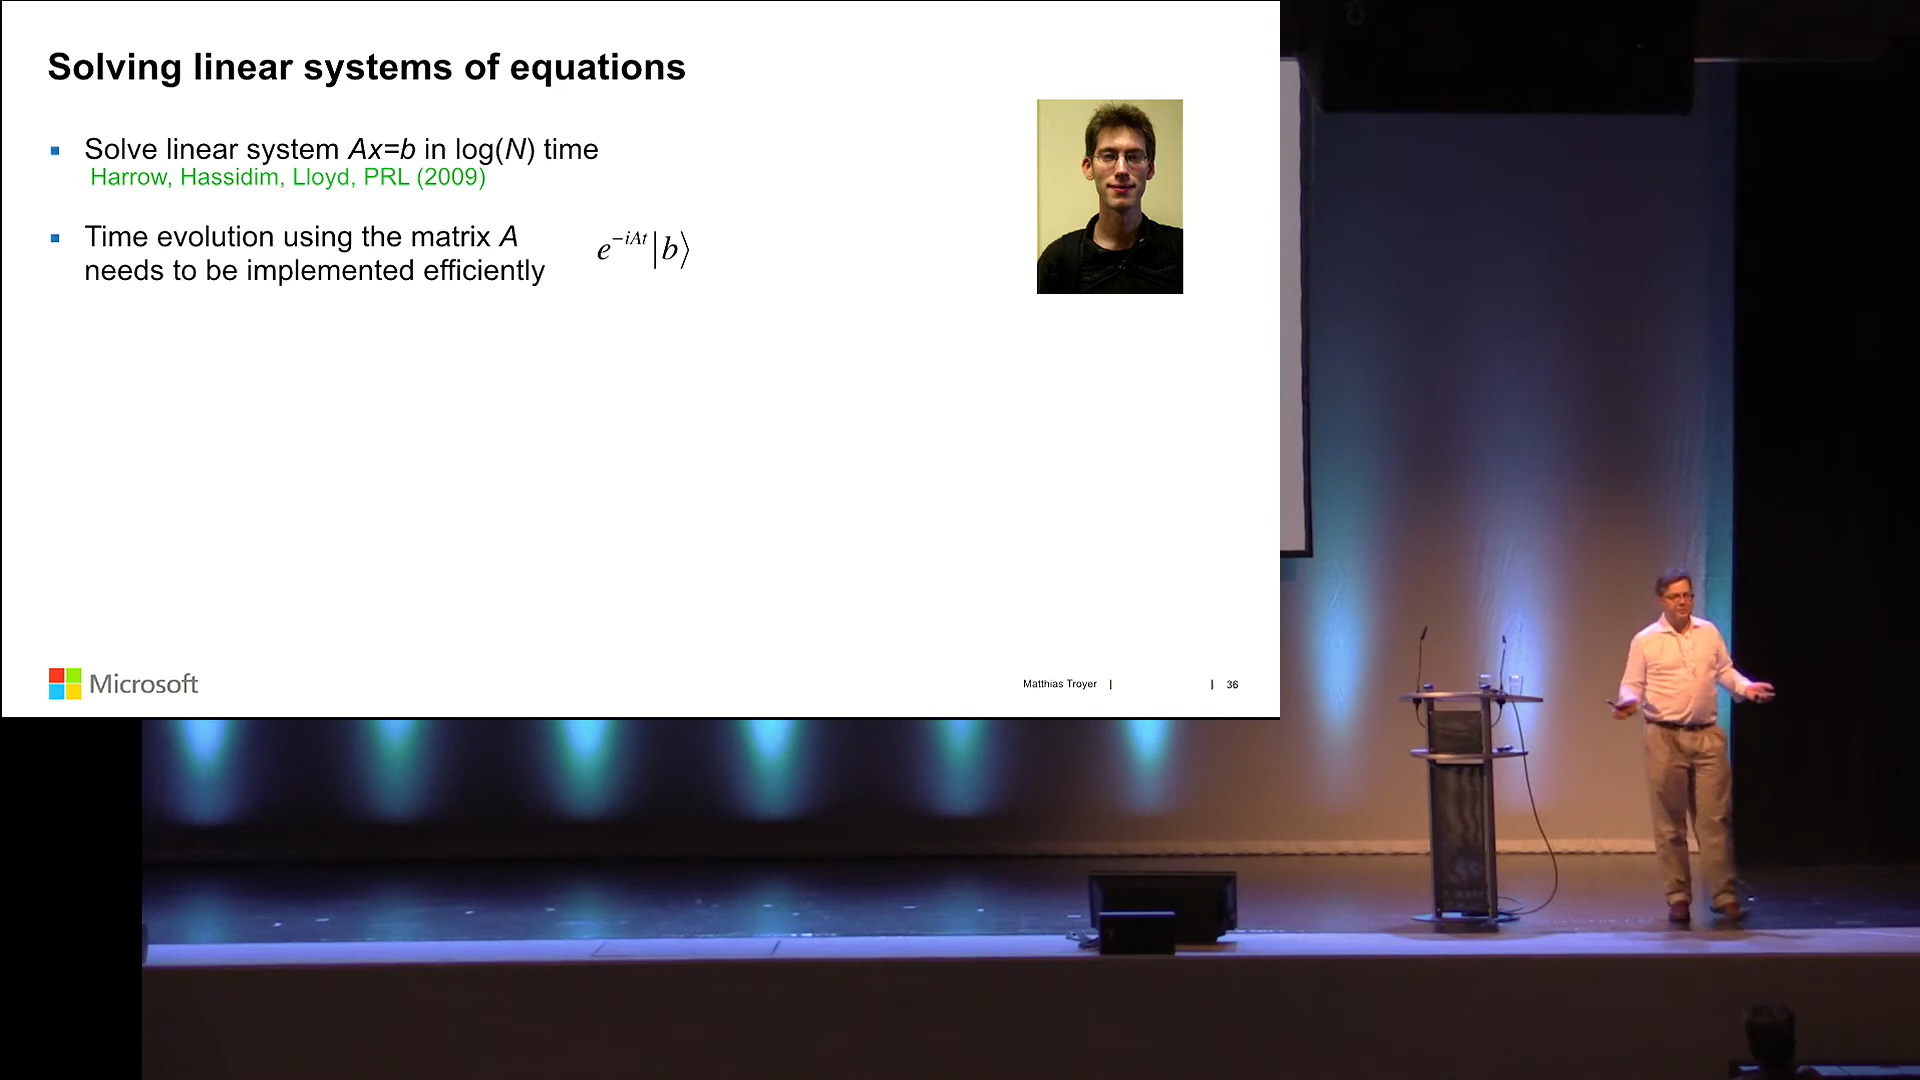 Solving linear systems of equations
Solve linear system Ax=b in log(N) time
Harrow, Hassidim, Lloyd, PRL (2009)
Time evolution using the matrix A
needs to be implemented efficiently
e^{-iAt}|b⟩
Microsoft
Matthias Troyer | | 36